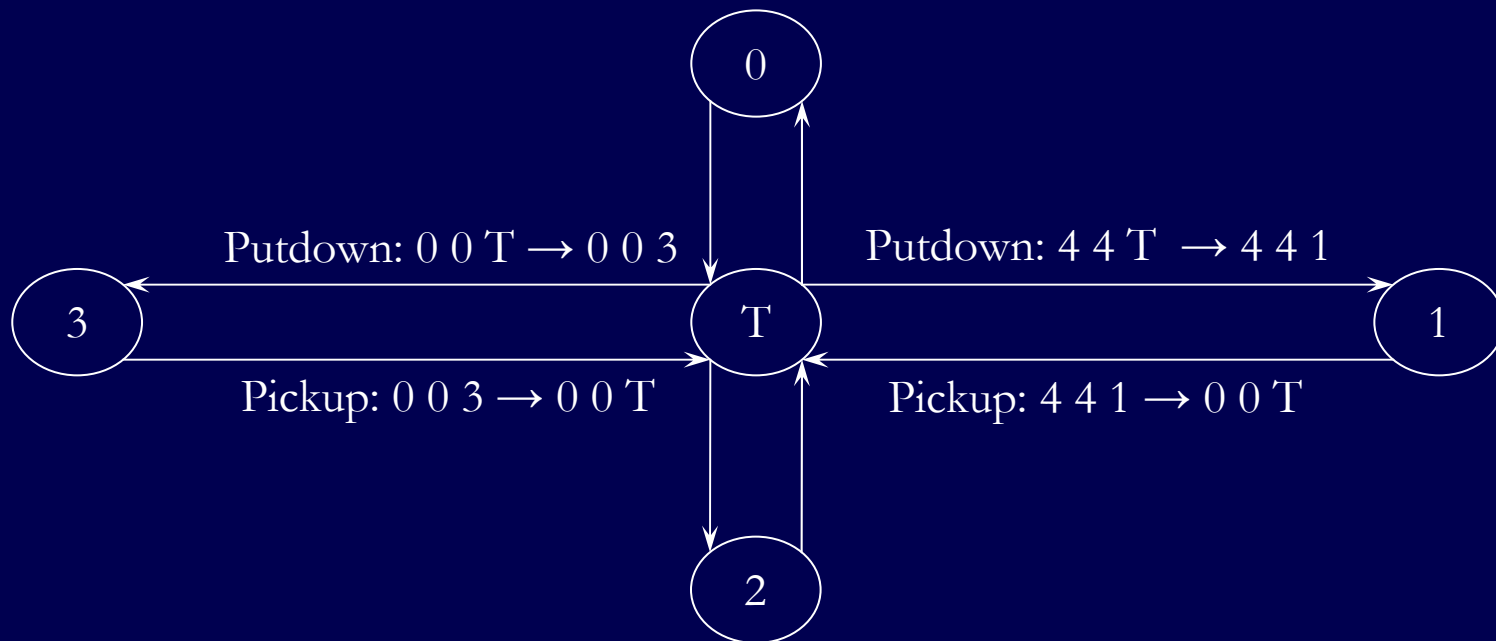 0
Putdown: 0 0 T → 0 0 3
Putdown: 4 4 T → 4 4 1
3
T
1
Pickup: 0 0 3 → 0 0 T
Pickup: 4 4 1 → 0 0 T
2